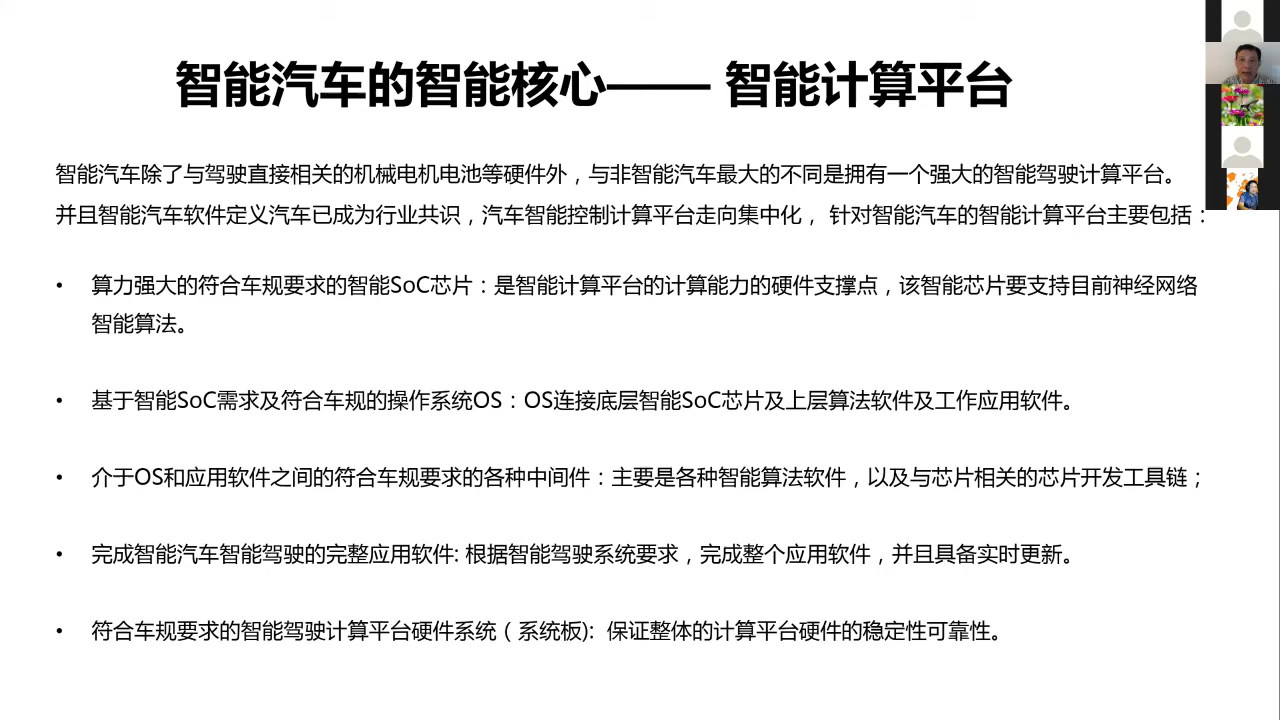 智能汽车的智能核心—— 智能计算平台
智能汽车除了与驾驶直接相关的机械电机电池等硬件外，与非智能汽车最大的不同是拥有一个强大的智能驾驶计算平台。
并且智能汽车软件定义汽车已成为行业共识，汽车智能控制计算平台走向集中化， 针对智能汽车的智能计算平台主要包括：
• 算力强大的符合车规要求的智能SoC芯片：是智能计算平台的计算能力的硬件支撑点，该智能芯片要支持目前神经网络
智能算法。
• 基于智能SoC需求及符合车规的操作系统OS：OS连接底层智能SoC芯片及上层算法软件及工作应用软件。
• 介于OS和应用软件之间的符合车规要求的各种中间件：主要是各种智能算法软件，以及与芯片相关的芯片开发工具链；
• 完成智能汽车智能驾驶的完整应用软件: 根据智能驾驶系统要求，完成整个应用软件，并且具备实时更新。
• 符合车规要求的智能驾驶计算平台硬件系统（系统板): 保证整体的计算平台硬件的稳定性可靠性。